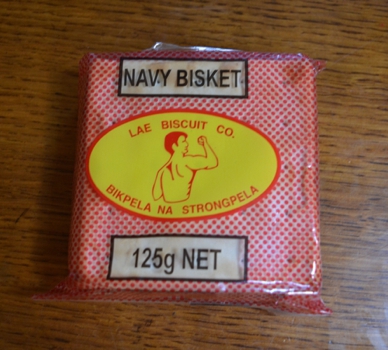 NAVY BISKET
LAE BISCUIT CO.
BIKPELA NA STRONGPELA
125g NET